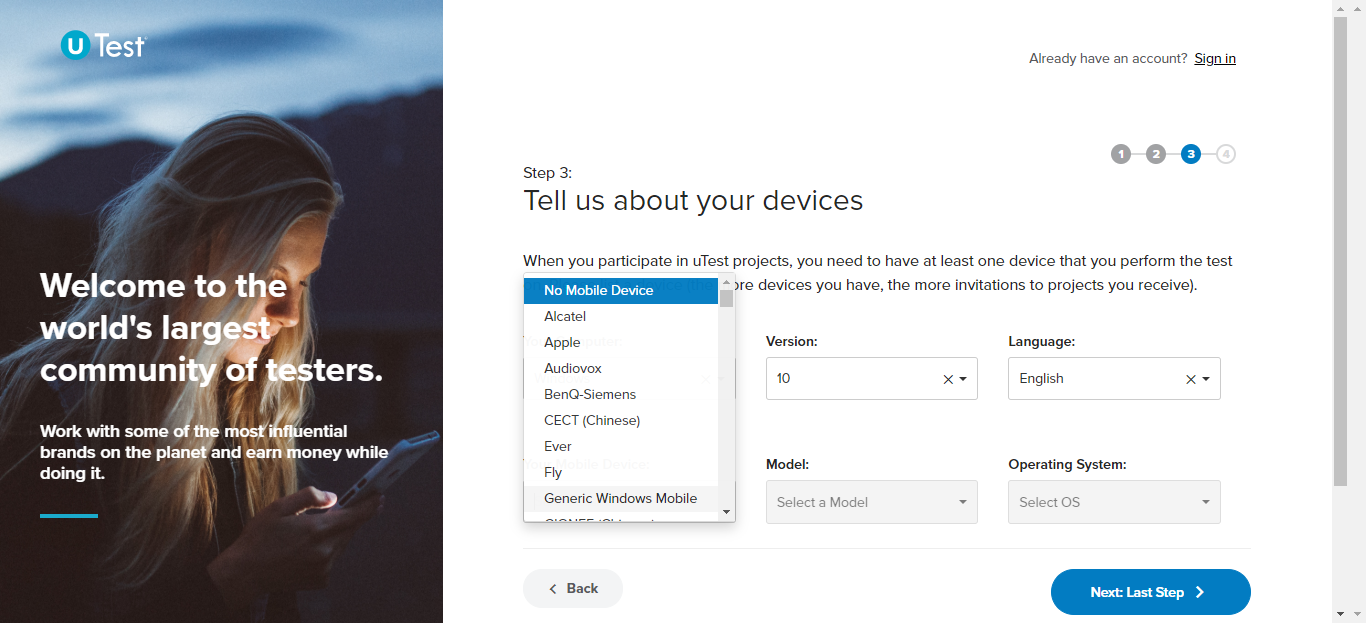 U Test
Already have an account? Sign in
1 2 3 4
Step 3:
Tell us about your devices
Welcome to the
world's largest
community of testers.
Work with some of the most influential
brands on the planet and earn money while
doing it.
When you participate in uTest projects, you need to have at least one device that you perform the test
ore devices you have, the more invitations to projects you receive).
No Mobile Device
Alcatel
Apple
Audiovox
BenQ-Siemens
CECT (Chinese)
Ever
Fly
Generic Windows Mobile
Version:
10
Language:
English
Model:
Select a Model
Operating System:
Select OS
Back
Next: Last Step